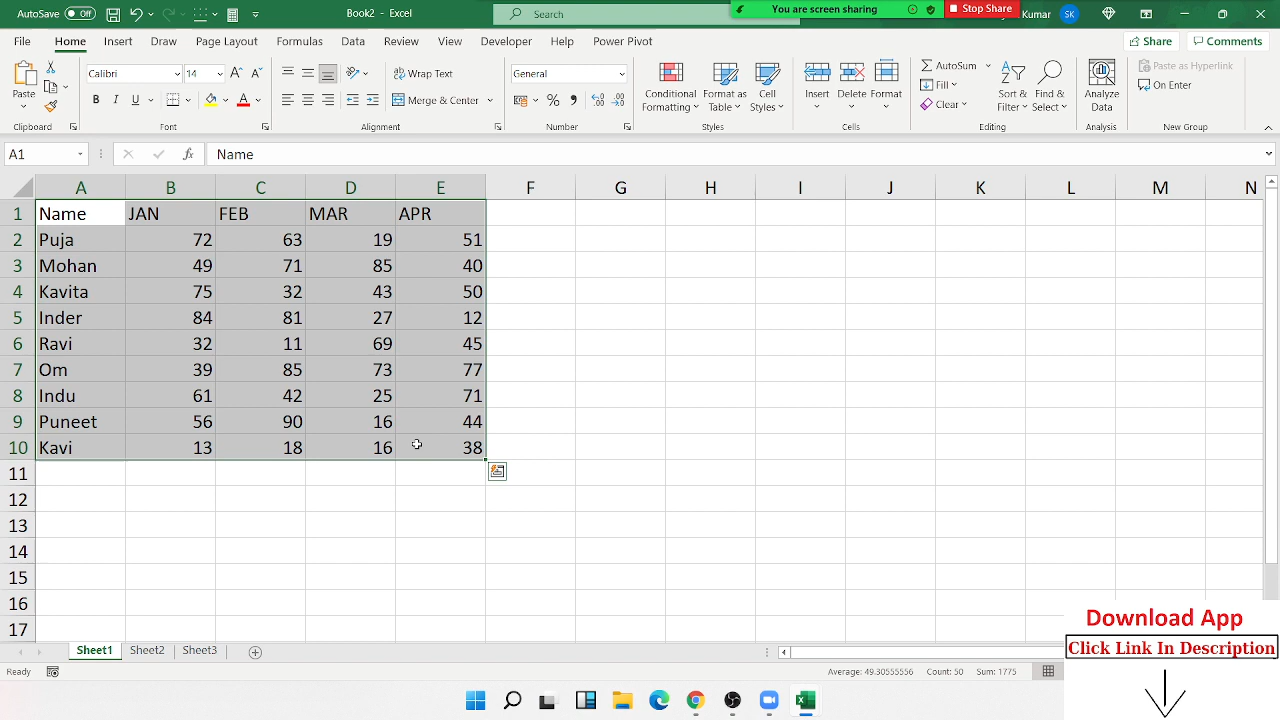 AutoSave Off Book2 - Excel Search You are screen sharing Stop Share Kumar SK
File Home Insert Draw Page Layout Formulas Data Review View Developer Help Power Pivot Share Comments
Paste Calibri 14 Wrap Text General Conditional Formatting Format as Table Cell Styles Insert Delete Format AutoSum Sort & Filter Find & Select Analyze Data Paste as Hyperlink
B I U Merge & Center Fill On Enter
Clear
Clipboard Font Alignment Number Styles Cells Editing Analysis New Group
A1 fx Name
A B C D E F G H I J K L M N
1 Name JAN FEB MAR APR
2 Puja 72 63 19 51
3 Mohan 49 71 85 40
4 Kavita 75 32 43 50
5 Inder 84 81 27 12
6 Ravi 32 11 69 45
7 Om 39 85 73 77
8 Indu 61 42 25 71
9 Puneet 56 90 16 44
10 Kavi 13 18 16 38
11
12
13
14
15
16
17
Download App
Click Link In Description
Sheet1 Sheet2 Sheet3
Ready Average: 49.30555556 Count: 50 Sum: 1775